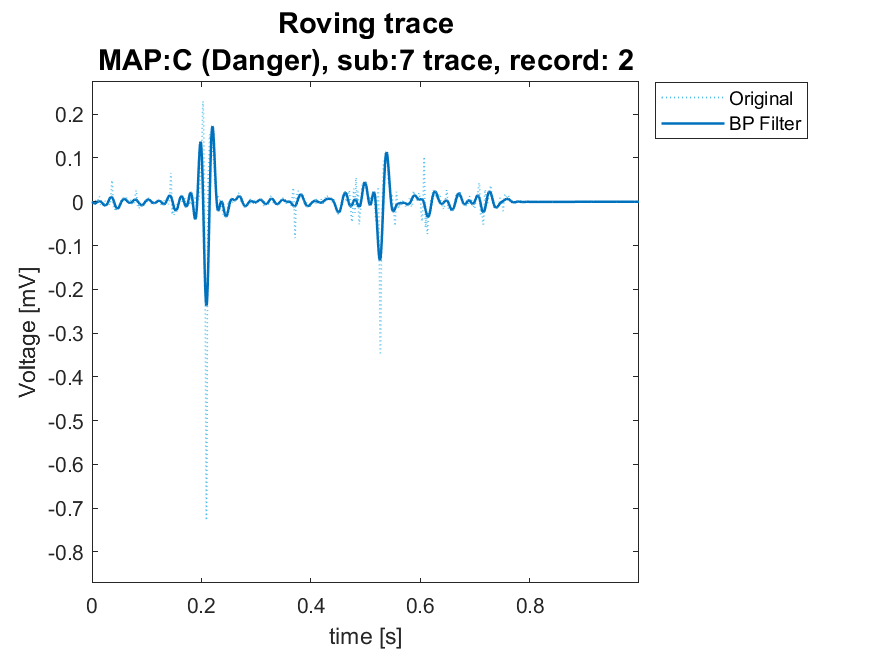 Roving trace
MAP:C (Danger), sub:7 trace, record: 2
Original
BP Filter
0.2
0.1
0
-0.1
-0.2
-0.3
-0.4
-0.5
-0.6
-0.7
-0.8
Voltage [mV]
0 0.2 0.4 0.6 0.8
time [s]